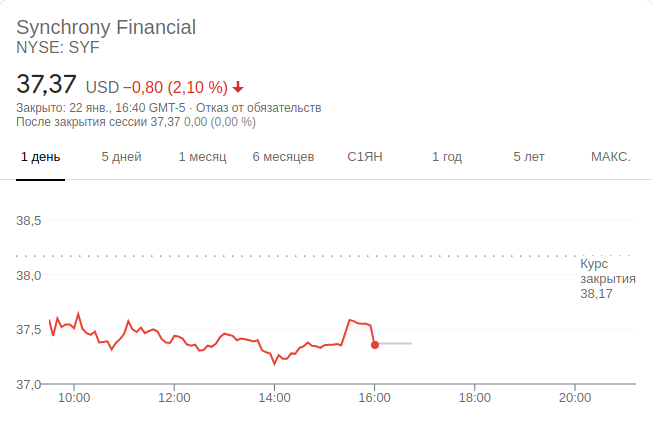 Synchrony Financial
NYSE: SYF
37,37 USD −0,80 (2,10 %)
Закрыто: 22 янв., 16:40 GMT-5 · Отказ от обязательств
После закрытия сессии 37,37 0,00 (0,00 %)
1 день 5 дней 1 месяц 6 месяцев С1ЯН 1 год 5 лет МАКС.
38,5
Курс
закрытия
38,17
38,0
37,5
37,0
10:00 12:00 14:00 16:00 18:00 20:00